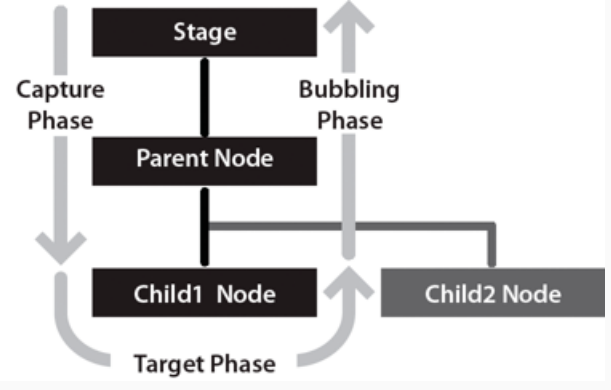 Stage
Capture
Phase
Bubbling
Phase
Parent Node
Child1 Node
Child2 Node
Target Phase